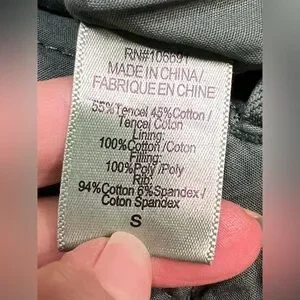 RN#106691
MADE IN CHINA/
FABRIQUE EN CHINE
55%Tencel 45%Cotton /
Tencel Coton
Lining:
100%Cotton /Coton
Filling:
100%Poly /Poly
Rib:
94%Cotton 6%Spandex /
Coton Spandex
S